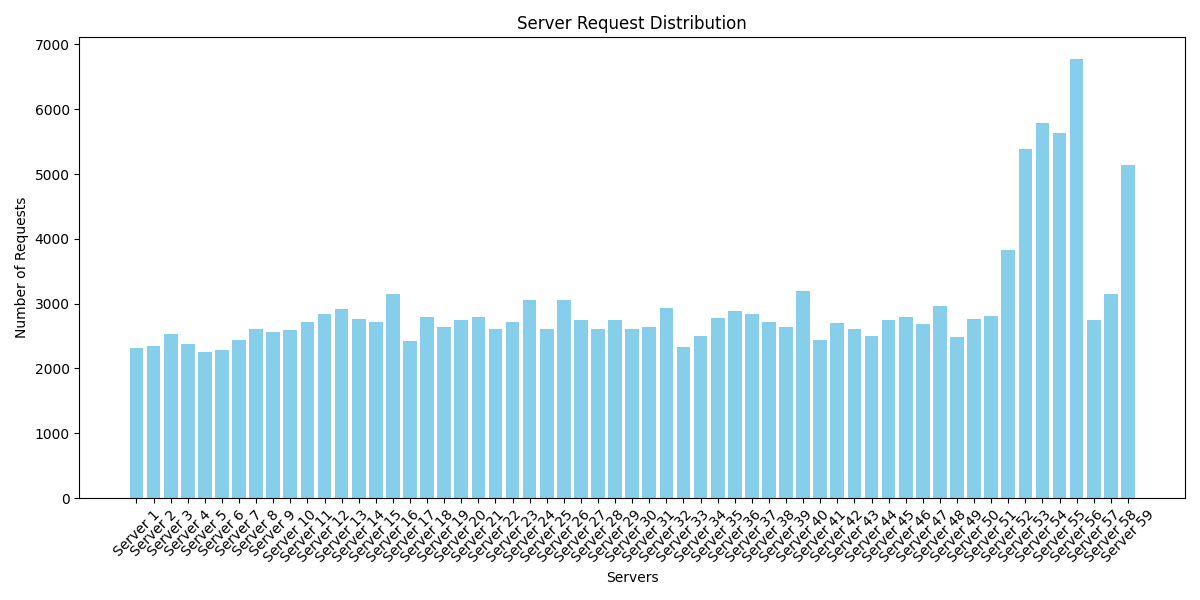 Server Request Distribution
Number of Requests
7000
6000
5000
4000
3000
2000
1000
0
Server 1
Server 2
Server 3
Server 4
Server 5
Server 6
Server 7
Server 8
Server 9
Server 10
Server 11
Server 12
Server 13
Server 14
Server 15
Server 16
Server 17
Server 18
Server 19
Server 20
Server 21
Server 22
Server 23
Server 24
Server 25
Server 26
Server 27
Server 28
Server 29
Server 30
Server 31
Server 32
Server 33
Server 34
Server 35
Server 36
Server 37
Server 38
Server 39
Server 40
Server 41
Server 42
Server 43
Server 44
Server 45
Server 46
Server 47
Server 48
Server 49
Server 50
Server 51
Server 52
Server 53
Server 54
Server 55
Server 56
Server 57
Server 58
Server 59
Servers